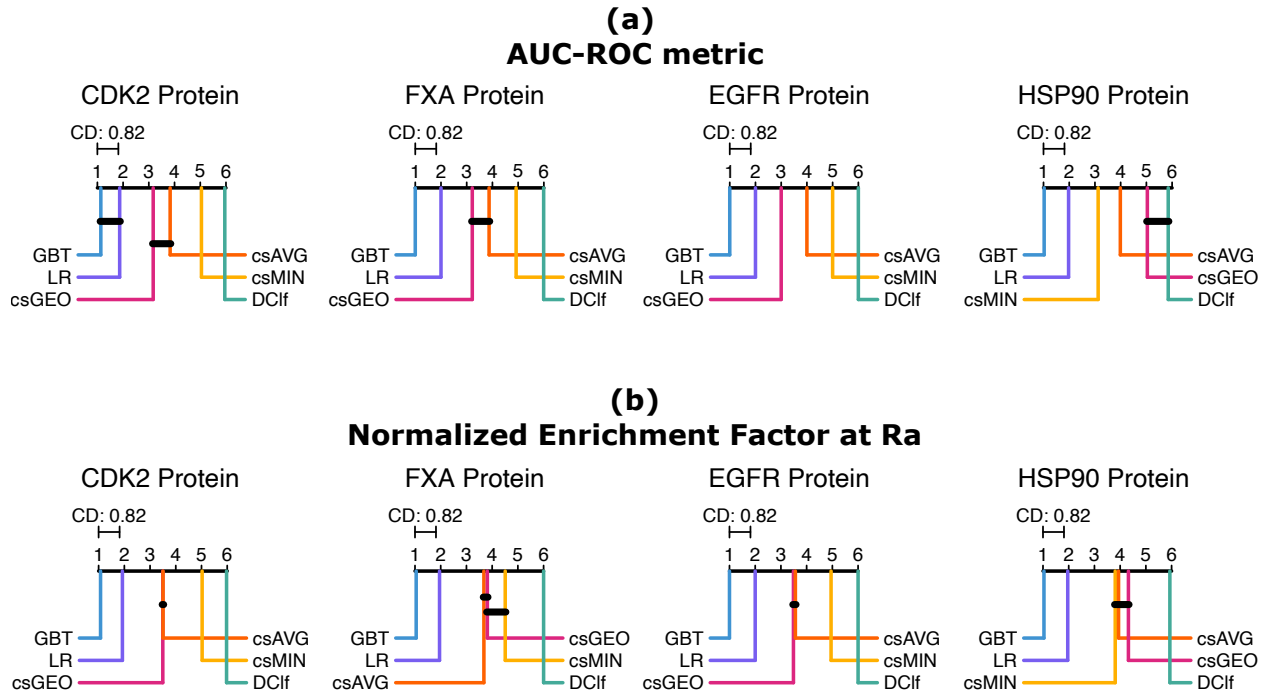 (a)
AUC-ROC metric
CDK2 Protein
CD: 0.82
1 2 3 4 5 6
GBT csAVG
LR csMIN
csGEO DClf
FXA Protein
CD: 0.82
1 2 3 4 5 6
GBT csAVG
LR csMIN
csGEO DClf
EGFR Protein
CD: 0.82
1 2 3 4 5 6
GBT csAVG
LR csMIN
csGEO DClf
HSP90 Protein
CD: 0.82
1 2 3 4 5 6
GBT csAVG
LR csGEO
csMIN DClf
(b)
Normalized Enrichment Factor at Ra
CDK2 Protein
CD: 0.82
1 2 3 4 5 6
GBT csAVG
LR csMIN
csGEO DClf
FXA Protein
CD: 0.82
1 2 3 4 5 6
GBT csGEO
LR csMIN
csAVG DClf
EGFR Protein
CD: 0.82
1 2 3 4 5 6
GBT csAVG
LR csMIN
csGEO DClf
HSP90 Protein
CD: 0.82
1 2 3 4 5 6
GBT csAVG
LR csGEO
csMIN DClf